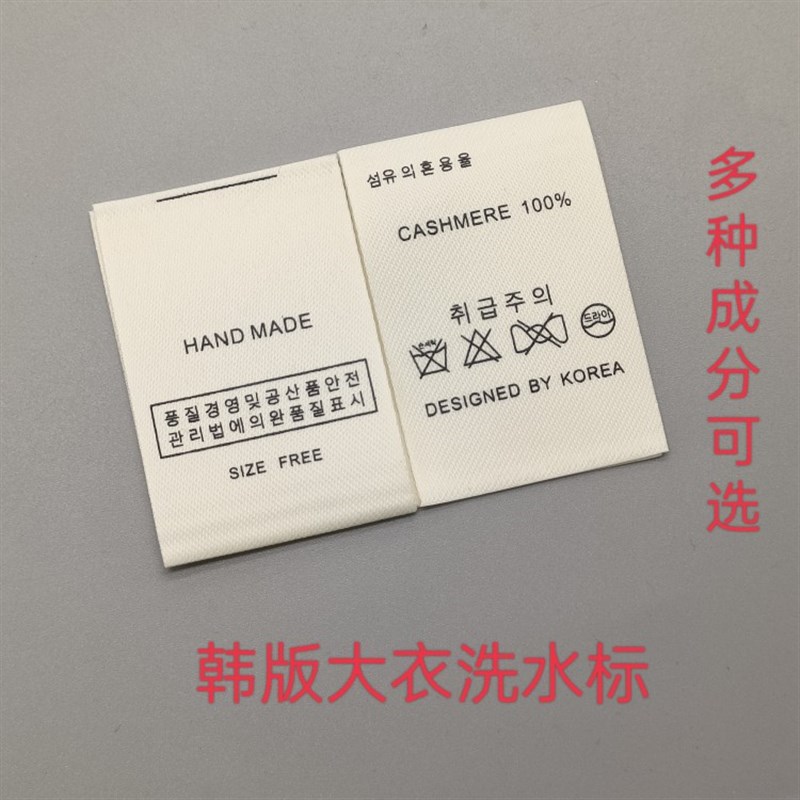 HAND MADE
품질경영및공산품안전
관리법에의완품질표시
SIZE FREE
섬유의혼용율
CASHMERE 100%
취급주의
드라이
DESIGNED BY KOREA
多种成分可选
韩版大衣洗水标